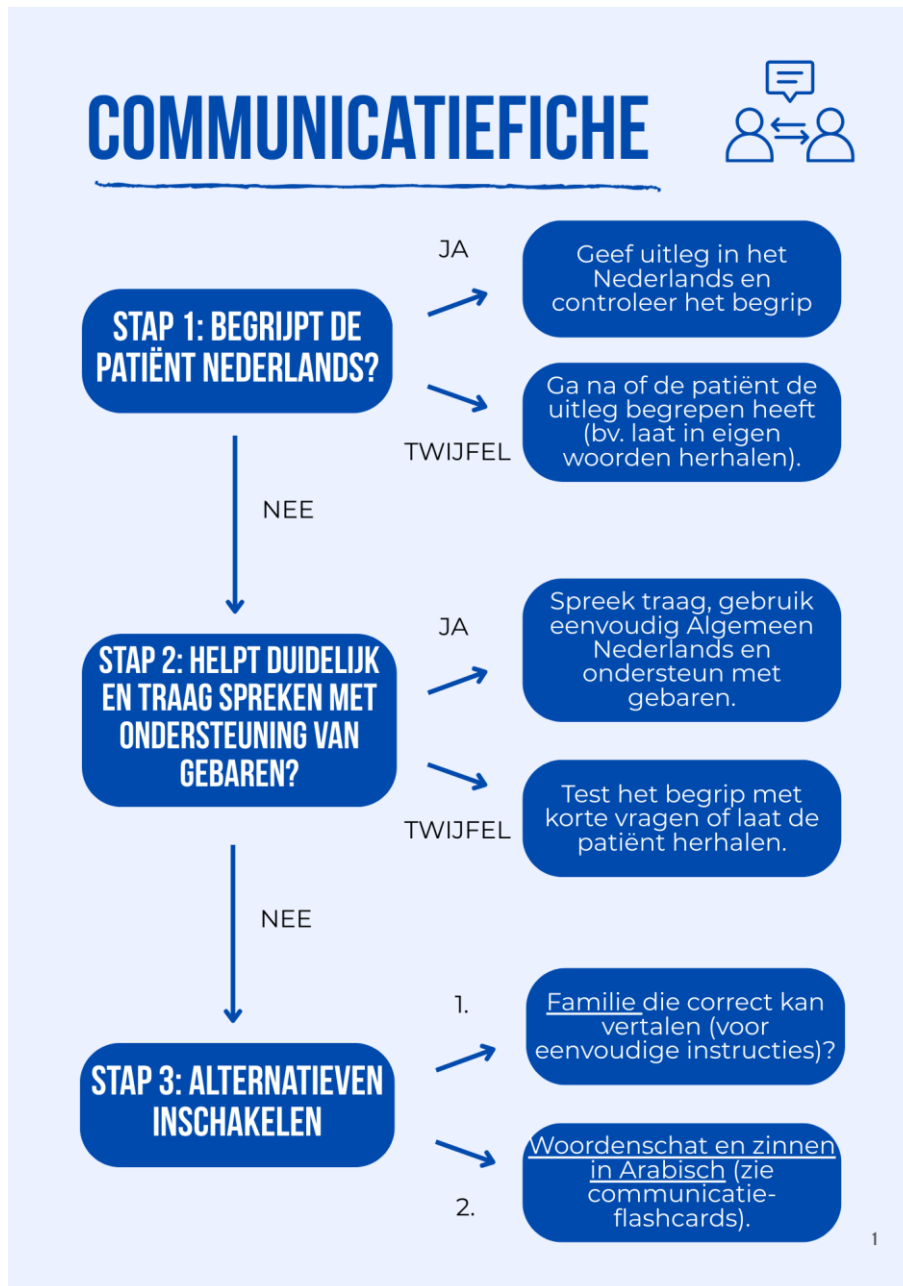 COMMUNICATIEFICHE
JA
Geef uitleg in het
Nederlands en
controleer het begrip
STAP 1: BEGRIJPT DE
PATIËNT NEDERLANDS?
Ga na of de patiënt de
uitleg begrepen heeft
(bv. laat in eigen
woorden herhalen).
TWIJFEL
NEE
JA
Spreek traag, gebruik
eenvoudig Algemeen
Nederlands en
ondersteun met
gebaren.
STAP 2: HELPT DUIDELIJK
EN TRAAG SPREKEN MET
ONDERSTEUNING VAN
GEBAREN?
TWIJFEL
Test het begrip met
korte vragen of laat de
patiënt herhalen.
NEE
1.
Familie die correct kan
vertalen (voor
eenvoudige instructies)?
STAP 3: ALTERNATIEVEN
INSCHAKELEN
2.
Woordenschat en zinnen
in Arabisch (zie
communicatie-
flashcards).
1